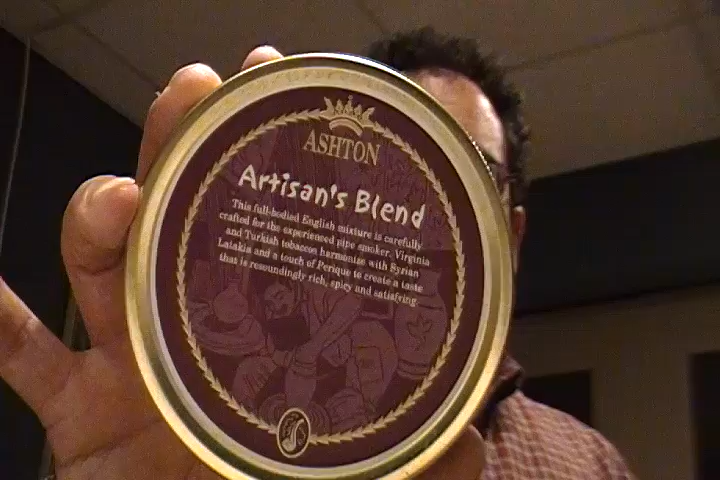 ASHTON
Artisan's Blend
This full-bodied English mixture is carefully
crafted for the experienced pipe smoker. Virginia
and Turkish tobaccos harmonize with Syrian
Latakia and a touch of Perique to create a taste
that is resoundingly rich, spicy and satisfying.